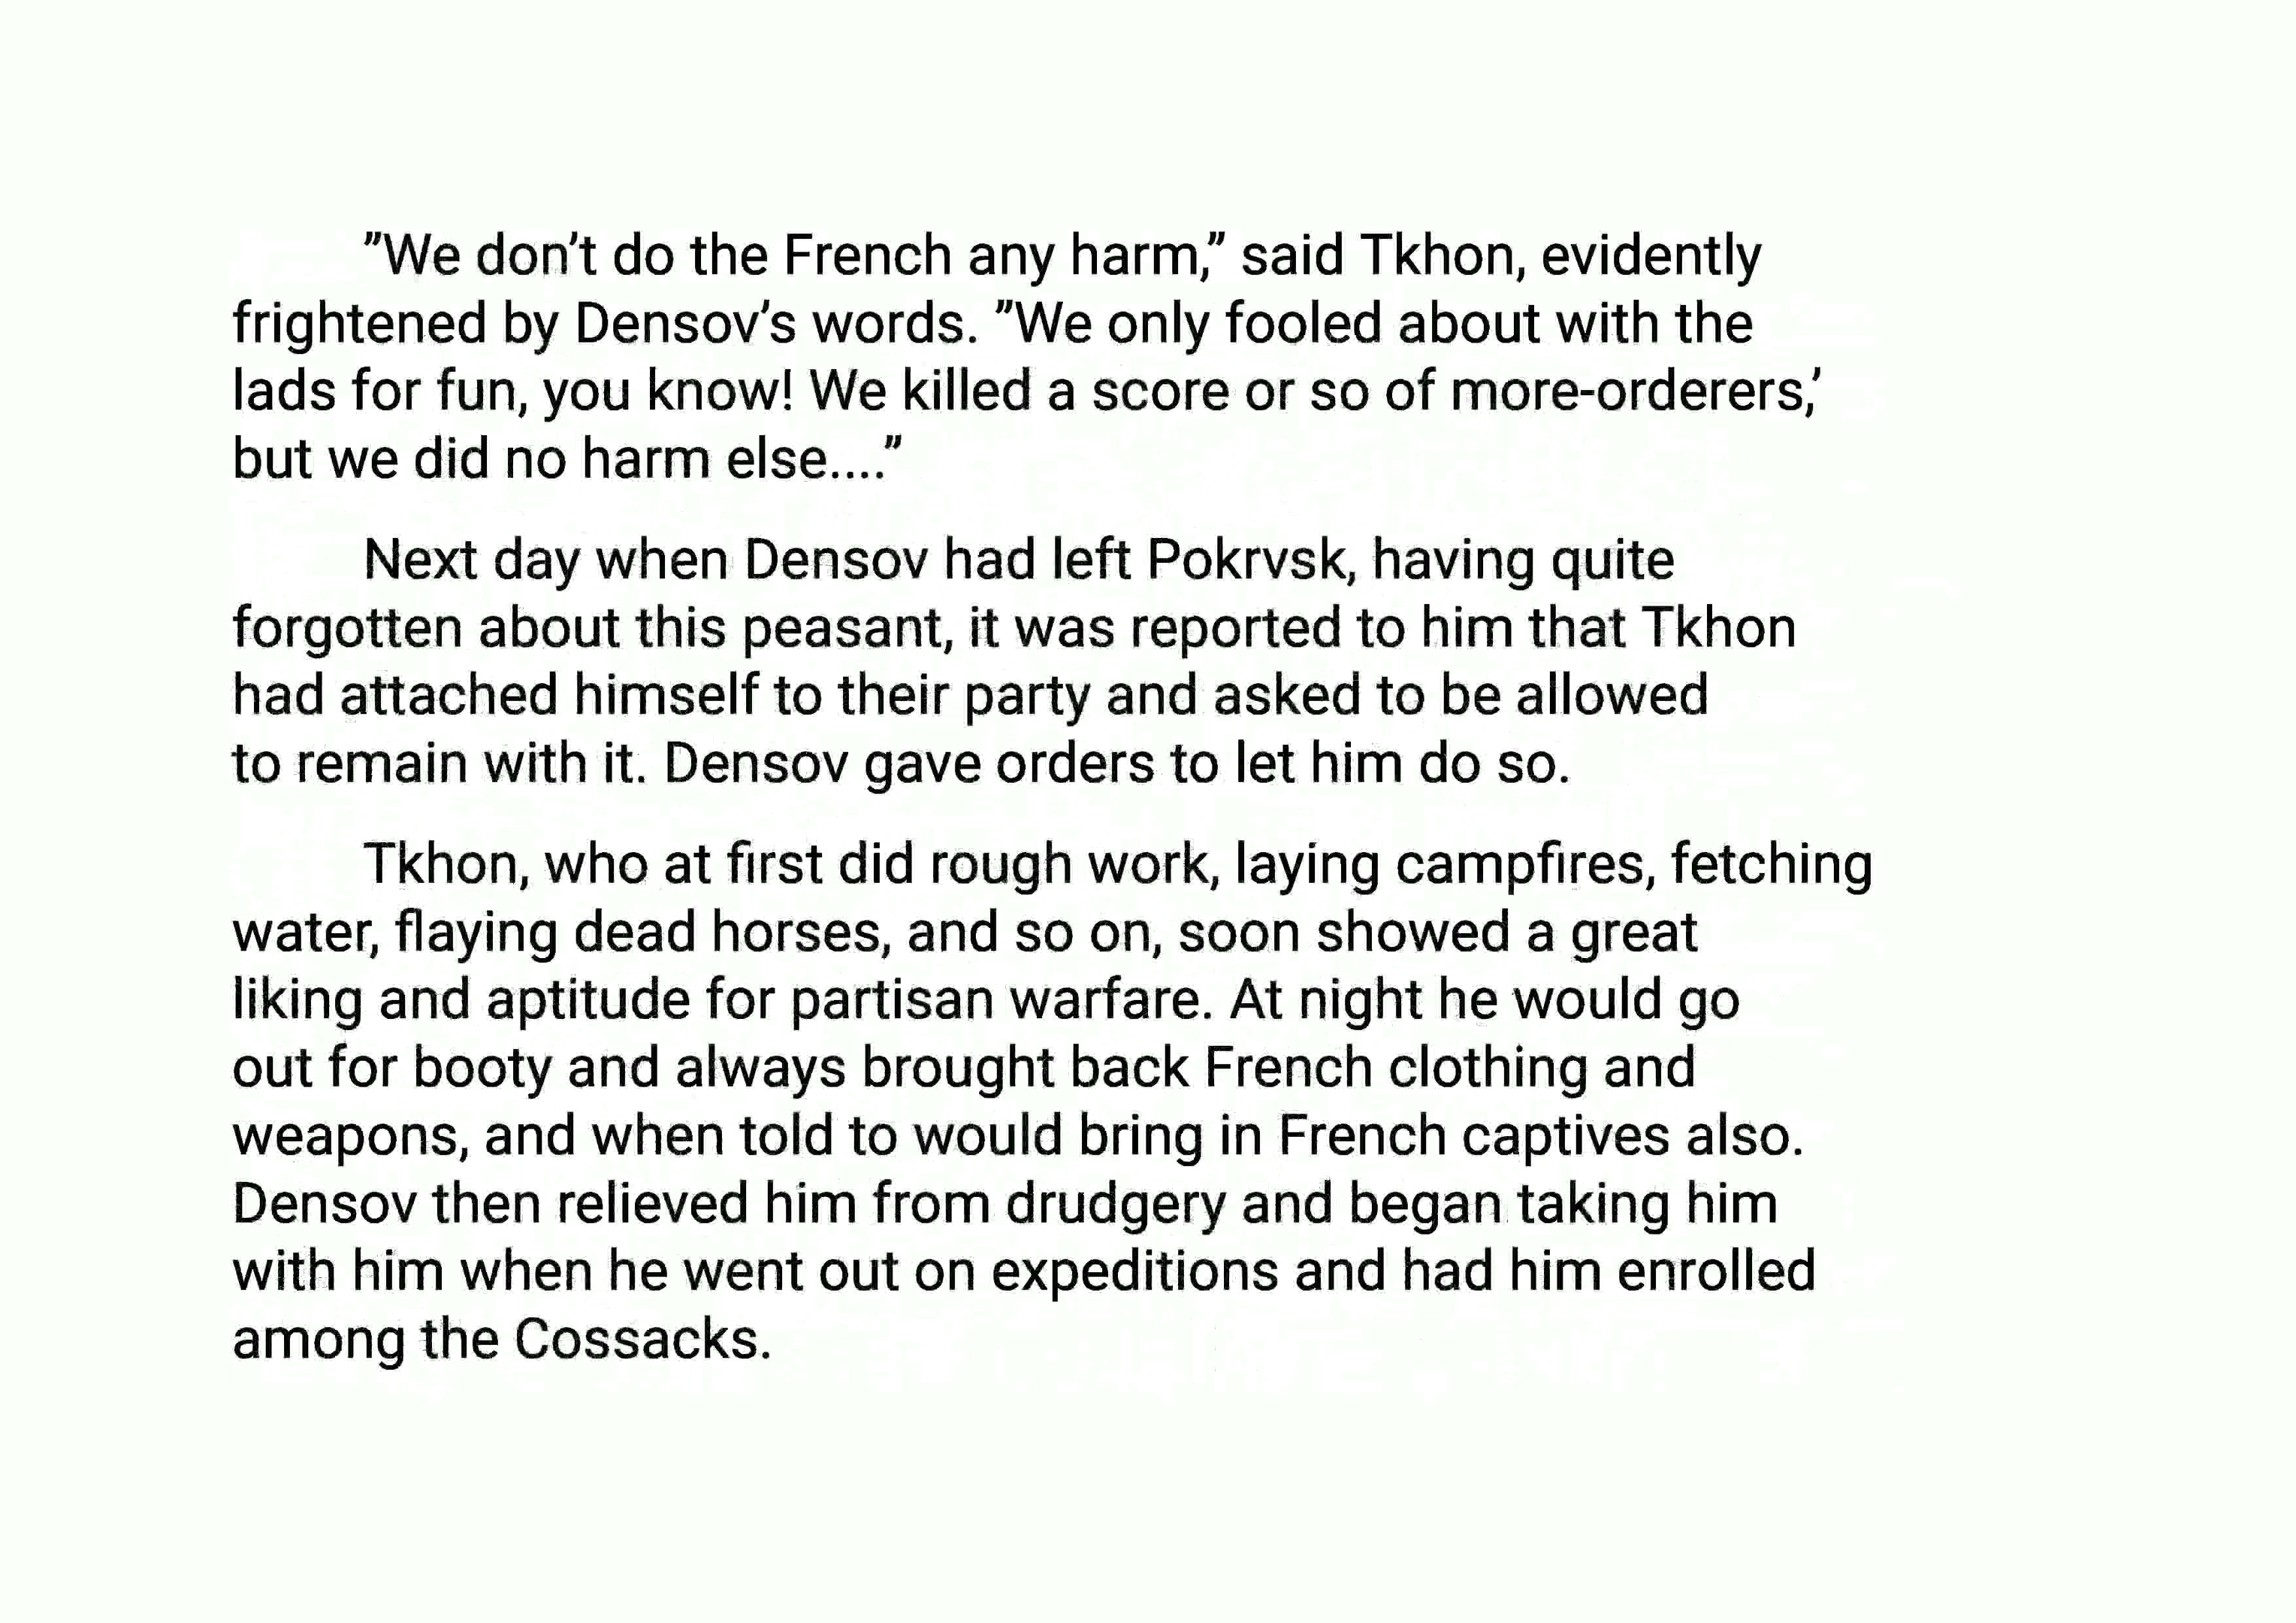 ”We don’t do the French any harm,” said Tkhon, evidently
frightened by Densov’s words. ”We only fooled about with the
lads for fun, you know! We killed a score or so of more-orderers,’
but we did no harm else....”
Next day when Densov had left Pokrvsk, having quite
forgotten about this peasant, it was reported to him that Tkhon
had attached himself to their party and asked to be allowed
to remain with it. Densov gave orders to let him do so.
Tkhon, who at first did rough work, laying campfires, fetching
water, flaying dead horses, and so on, soon showed a great
liking and aptitude for partisan warfare. At night he would go
out for booty and always brought back French clothing and
weapons, and when told to would bring in French captives also.
Densov then relieved him from drudgery and began taking him
with him when he went out on expeditions and had him enrolled
among the Cossacks.